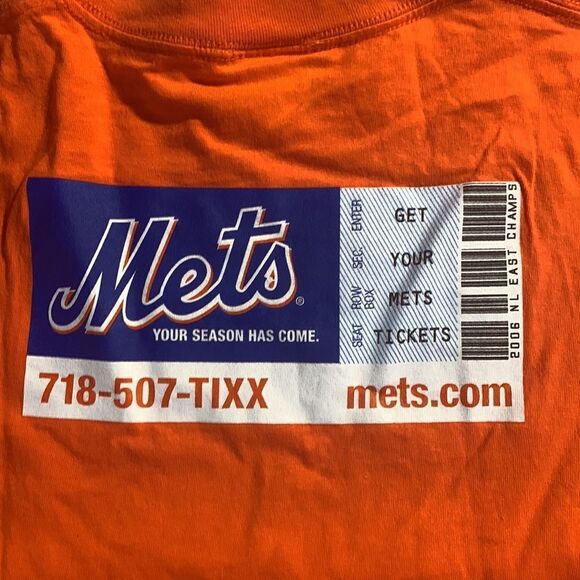 Mets®
YOUR SEASON HAS COME.
ENTER
SEC.
ROW
BOX
SEAT
GET
YOUR
METS
TICKETS
2006 NL EAST CHAMPS
718-507-TIXX
mets.com